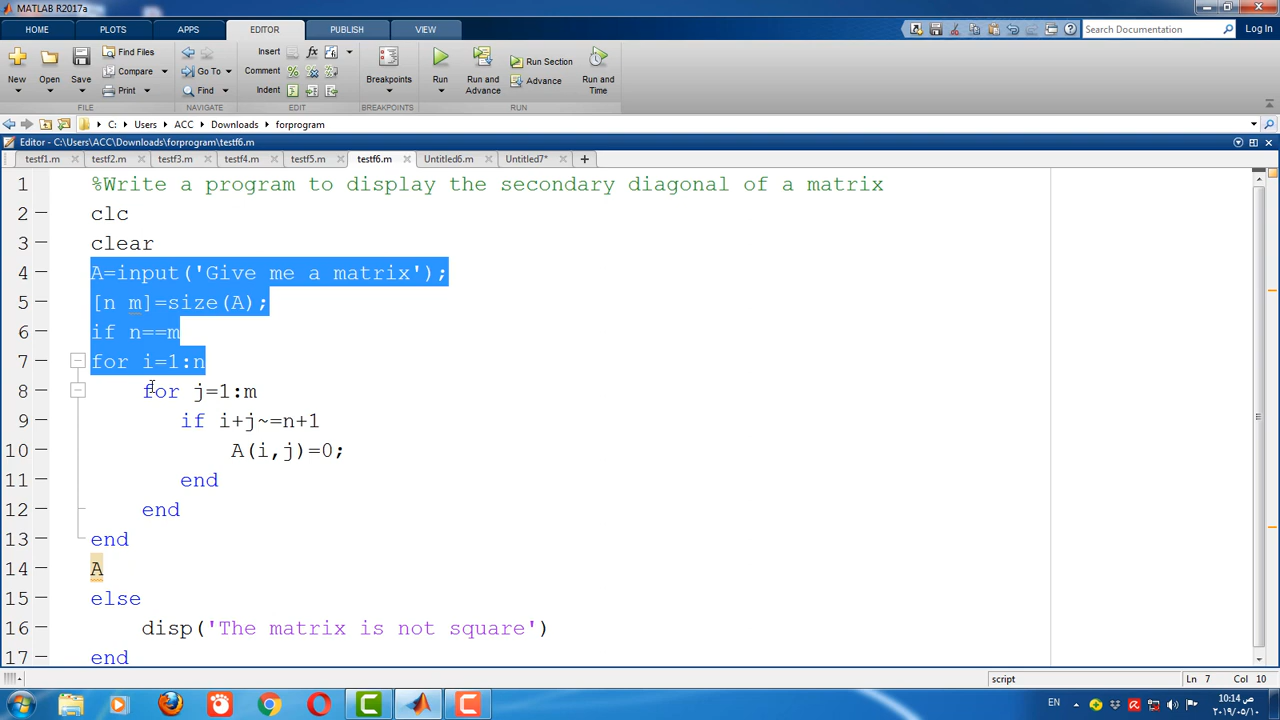 MATLAB R2017a
HOME PLOTS APPS EDITOR PUBLISH VIEW Search Documentation Log In
New Open Save Find Files Compare Print Go To Find Insert Comment Indent fx Breakpoints Run Run and Advance Run Section Advance Run and Time
FILE NAVIGATE EDIT BREAKPOINTS RUN
C: Users ACC Downloads forprogram
Editor - C:\Users\ACC\Downloads\forprogram\testf6.m
testf1.m testf2.m testf3.m testf4.m testf5.m testf6.m Untitled6.m Untitled7*
1 %Write a program to display the secondary diagonal of a matrix
2 clc
3 clear
4 A=input('Give me a matrix');
5 [n m]=size(A);
6 if n==m
7 for i=1:n
8 for j=1:m
9 if i+j~=n+1
10 A(i,j)=0;
11 end
12 end
13 end
14 A
15 else
16 disp('The matrix is not square')
17 end
script Ln 7 Col 10
EN 10:14 ص
٢٠١٩/٠٥/١٠